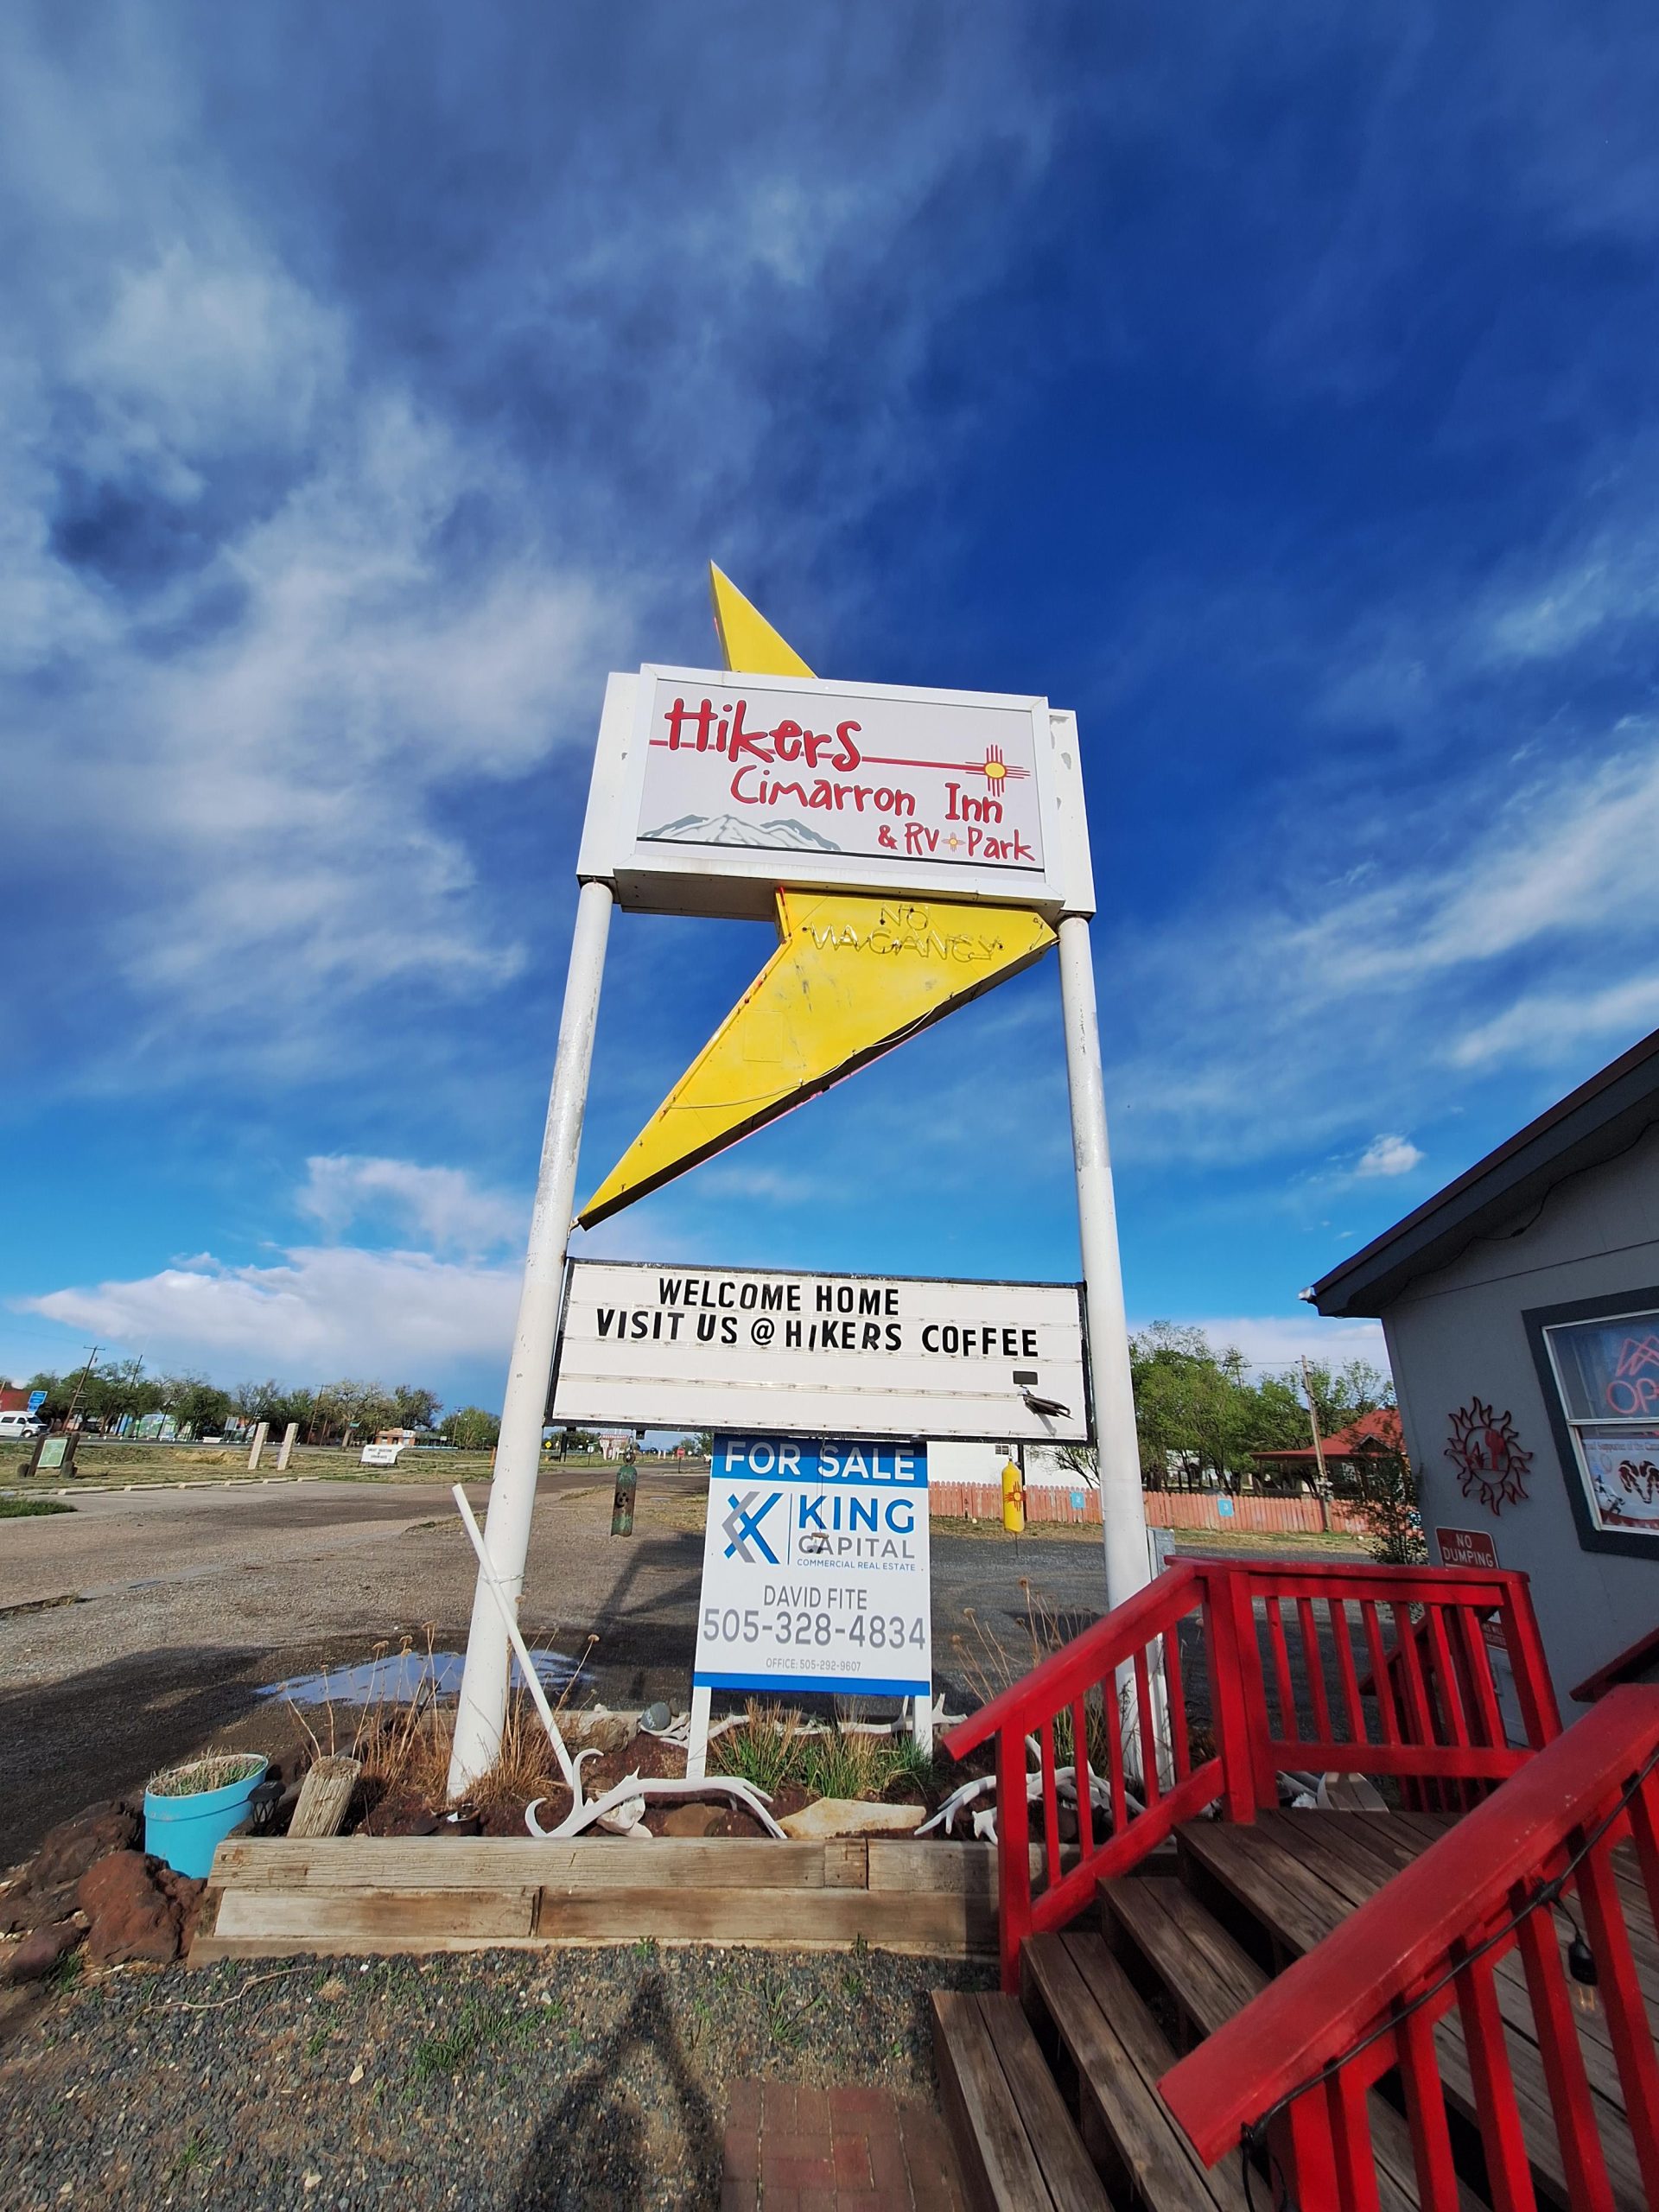 Hikers
Cimarron Inn
& RV Park
NO
VACANCY
WELCOME HOME
VISIT US @ HIKERS COFFEE
FOR SALE
KING
CAPITAL
COMMERCIAL REAL ESTATE
DAVID FITE
505-328-4834
OFFICE: 505-292-9607
NO
DUMPING